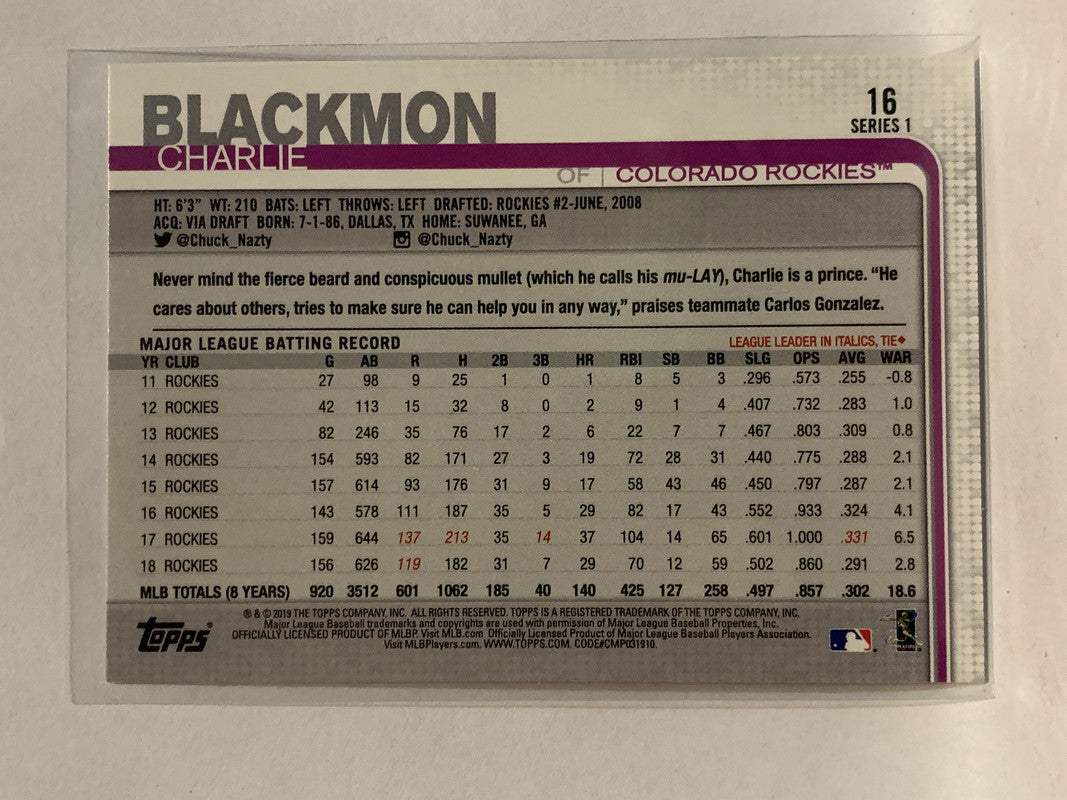 BLACKMON
CHARLIE
16
SERIES 1
OF | COLORADO ROCKIES™
HT: 6'3" WT: 210 BATS: LEFT THROWS: LEFT DRAFTED: ROCKIES #2-JUNE, 2008
ACQ: VIA DRAFT BORN: 7-1-86, DALLAS, TX HOME: SUWANEE, GA
@Chuck_Nazty @Chuck_Nazty
Never mind the fierce beard and conspicuous mullet (which he calls his mu-LAY), Charlie is a prince. “He
cares about others, tries to make sure he can help you in any way,” praises teammate Carlos Gonzalez.
MAJOR LEAGUE BATTING RECORD LEAGUE LEADER IN ITALICS, TIE◆
YR CLUB G AB R H 2B 3B HR RBI SB BB SLG OPS AVG WAR
11 ROCKIES 27 98 9 25 1 0 1 8 5 3 .296 .573 .255 -0.8
12 ROCKIES 42 113 15 32 8 0 2 9 1 4 .407 .732 .283 1.0
13 ROCKIES 82 246 35 76 17 2 6 22 7 7 .467 .803 .309 0.8
14 ROCKIES 154 593 82 171 27 3 19 72 28 31 .440 .775 .288 2.1
15 ROCKIES 157 614 93 176 31 9 17 58 43 46 .450 .797 .287 2.1
16 ROCKIES 143 578 111 187 35 5 29 82 17 43 .552 .933 .324 4.1
17 ROCKIES 159 644 137 213 35 14 37 104 14 65 .601 1.000 .331 6.5
18 ROCKIES 156 626 119 182 31 7 29 70 12 59 .502 .860 .291 2.8
MLB TOTALS (8 YEARS) 920 3512 601 1062 185 40 140 425 127 258 .497 .857 .302 18.6
® & © 2019 THE TOPPS COMPANY, INC. ALL RIGHTS RESERVED. TOPPS IS A REGISTERED TRADEMARK OF THE TOPPS COMPANY, INC.
Major League Baseball trademarks and copyrights are used with permission of Major League Baseball Properties, Inc.
OFFICIALLY LICENSED PRODUCT OF MLBP. Visit MLB.com Officially Licensed Product of Major League Baseball Players Association.
Visit MLBPlayers.com. WWW.TOPPS.COM. CODE#CMP031910.
Topps®